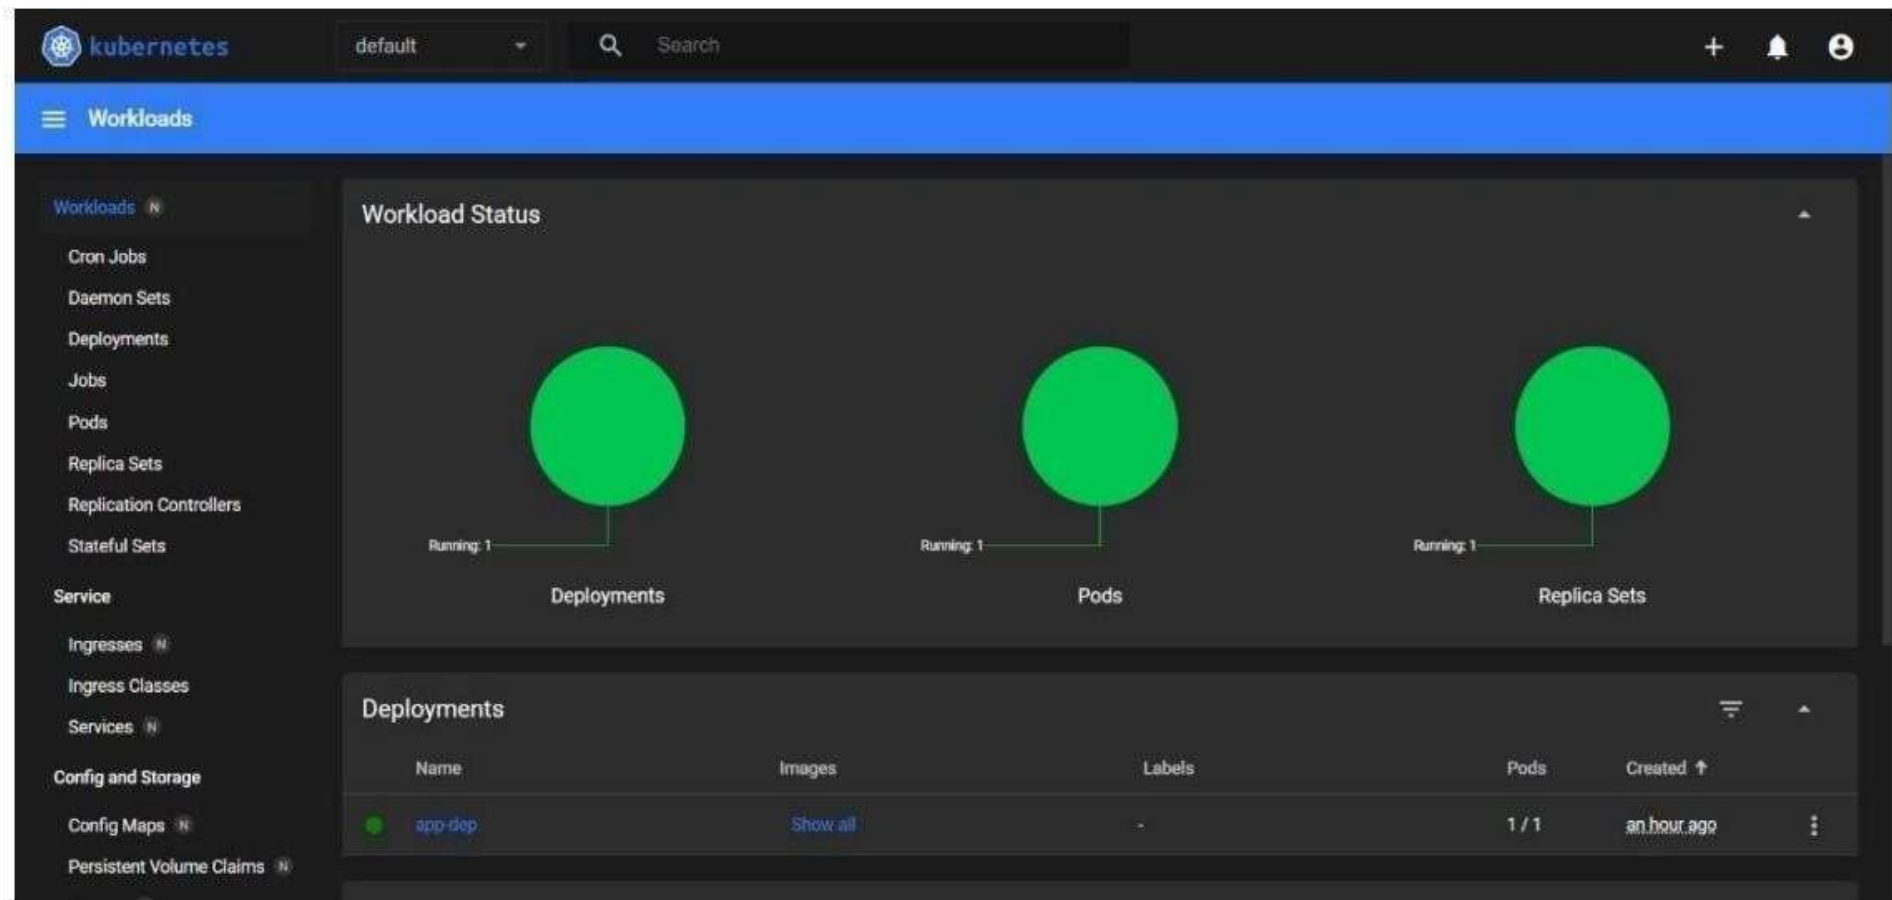 kubernetes
default
Search
Workloads
Workloads N
Cron Jobs
Daemon Sets
Deployments
Jobs
Pods
Replica Sets
Replication Controllers
Stateful Sets
Service
Ingresses N
Ingress Classes
Services N
Config and Storage
Config Maps N
Persistent Volume Claims N
Workload Status
Running: 1
Deployments
Running: 1
Pods
Running: 1
Replica Sets
Deployments
Name Images Labels Pods Created
app-dep Show all - 1 / 1 an hour ago